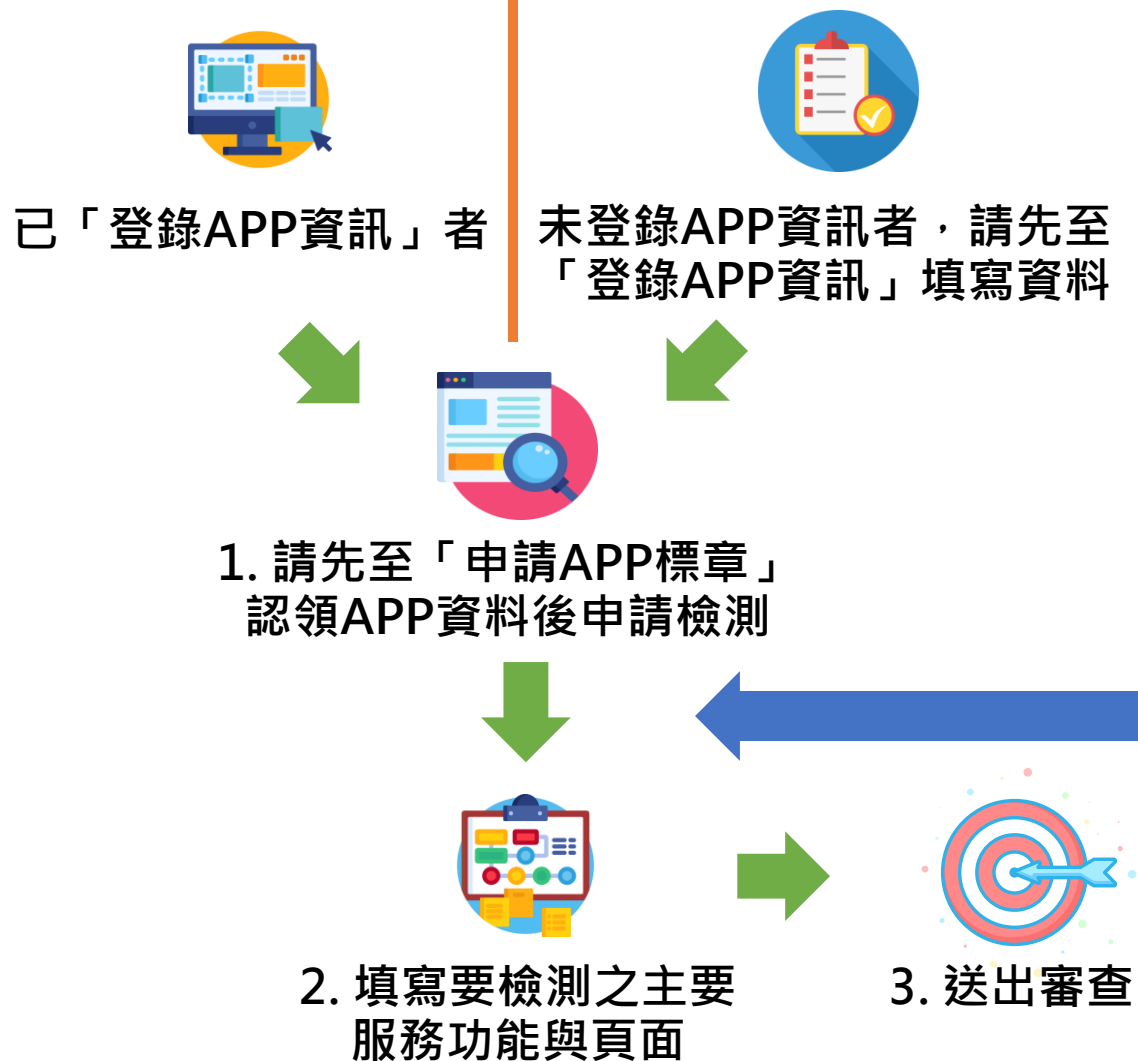 已「登錄APP資訊」者
未登錄APP資訊者，請先至
「登錄APP資訊」填寫資料
1. 請先至「申請APP標章」
認領APP資料後申請檢測
2. 填寫要檢測之主要
服務功能與頁面
3. 送出審查